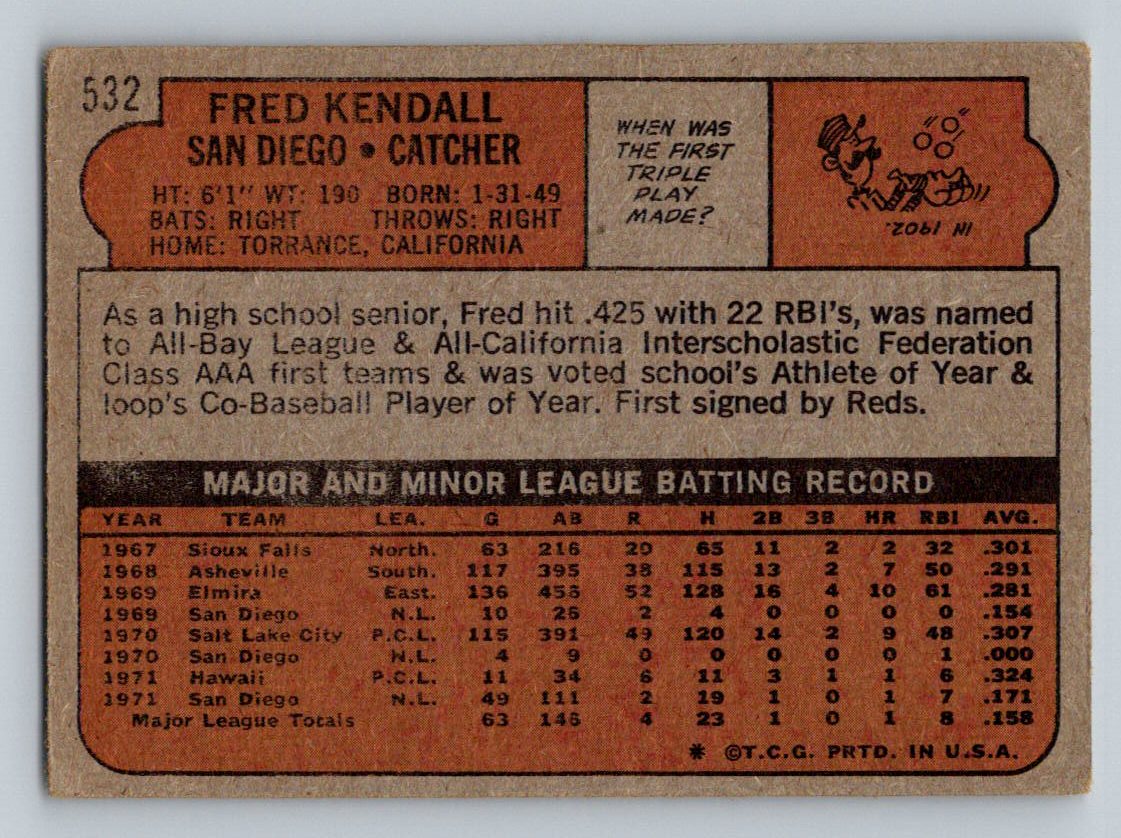 532
FRED KENDALL
SAN DIEGO • CATCHER
HT: 6'1" WT: 190 BORN: 1-31-49
BATS: RIGHT THROWS: RIGHT
HOME: TORRANCE, CALIFORNIA
WHEN WAS
THE FIRST
TRIPLE
PLAY
MADE?
IN 1902.
As a high school senior, Fred hit .425 with 22 RBI's, was named
to All-Bay League & All-California Interscholastic Federation
Class AAA first teams & was voted school's Athlete of Year &
loop's Co-Baseball Player of Year. First signed by Reds.
MAJOR AND MINOR LEAGUE BATTING RECORD
YEAR TEAM LEA. G AB R H 2B 3B HR RBI AVG.
1967 Sioux Falls North. 63 216 29 65 11 2 2 32 .301
1968 Asheville South. 117 395 38 115 13 2 7 50 .291
1969 Elmira East. 136 456 52 128 16 4 10 61 .281
1969 San Diego N.L. 10 26 2 4 0 0 0 0 .154
1970 Salt Lake City P.C.L. 115 391 49 120 14 2 9 48 .307
1970 San Diego N.L. 4 9 0 0 0 0 0 1 .000
1971 Hawaii P.C.L. 11 34 6 11 3 1 1 6 .324
1971 San Diego N.L. 49 111 2 19 1 0 1 7 .171
Major League Totals 63 146 4 23 1 0 1 8 .158
* ©T.C.G. PRTD. IN U.S.A.